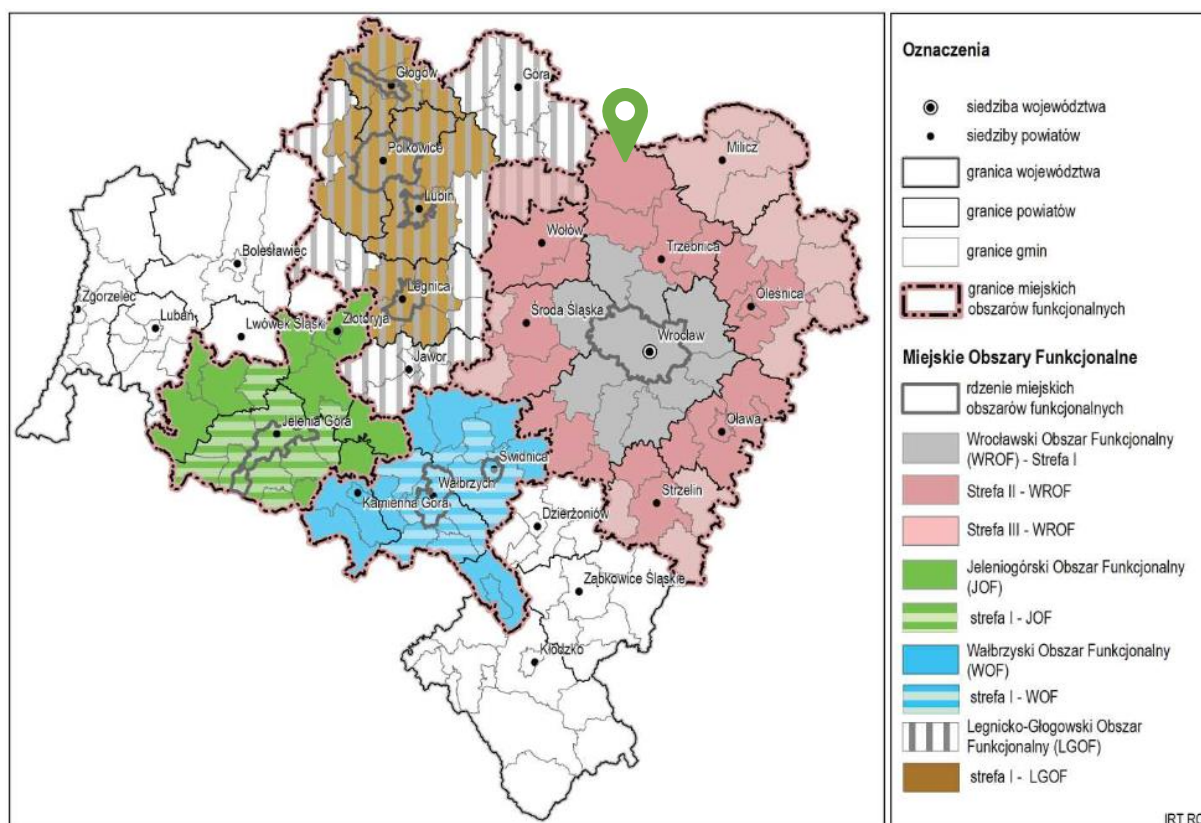 Głogów
Góra
Polkowice
Milicz
Lubin
Wołów
Trzebnica
Bolesławiec
Legnica
Oleśnica
Zgorzelec
Środa Śląska
Lubań
Lwówek Śląski
Złotoryja
Wrocław
Jawor
Jelenia Góra
Oława
Świdnica
Wałbrzych
Kamienna Góra
Strzelin
Dzierżoniów
Ząbkowice Śląskie
Kłodzko
Oznaczenia
siedziba województwa
siedziby powiatów
granica województwa
granice powiatów
granice gmin
granice miejskich
obszarów funkcjonalnych
Miejskie Obszary Funkcjonalne
rdzenie miejskich
obszarów funkcjonalnych
Wrocławski Obszar Funkcjonalny
(WROF) - Strefa I
Strefa II - WROF
Strefa III - WROF
Jeleniogórski Obszar Funkcjonalny
(JOF)
strefa I - JOF
Wałbrzyski Obszar Funkcjonalny
(WOF)
strefa I - WOF
Legnicko-Głogowski Obszar
Funkcjonalny (LGOF)
strefa I - LGOF